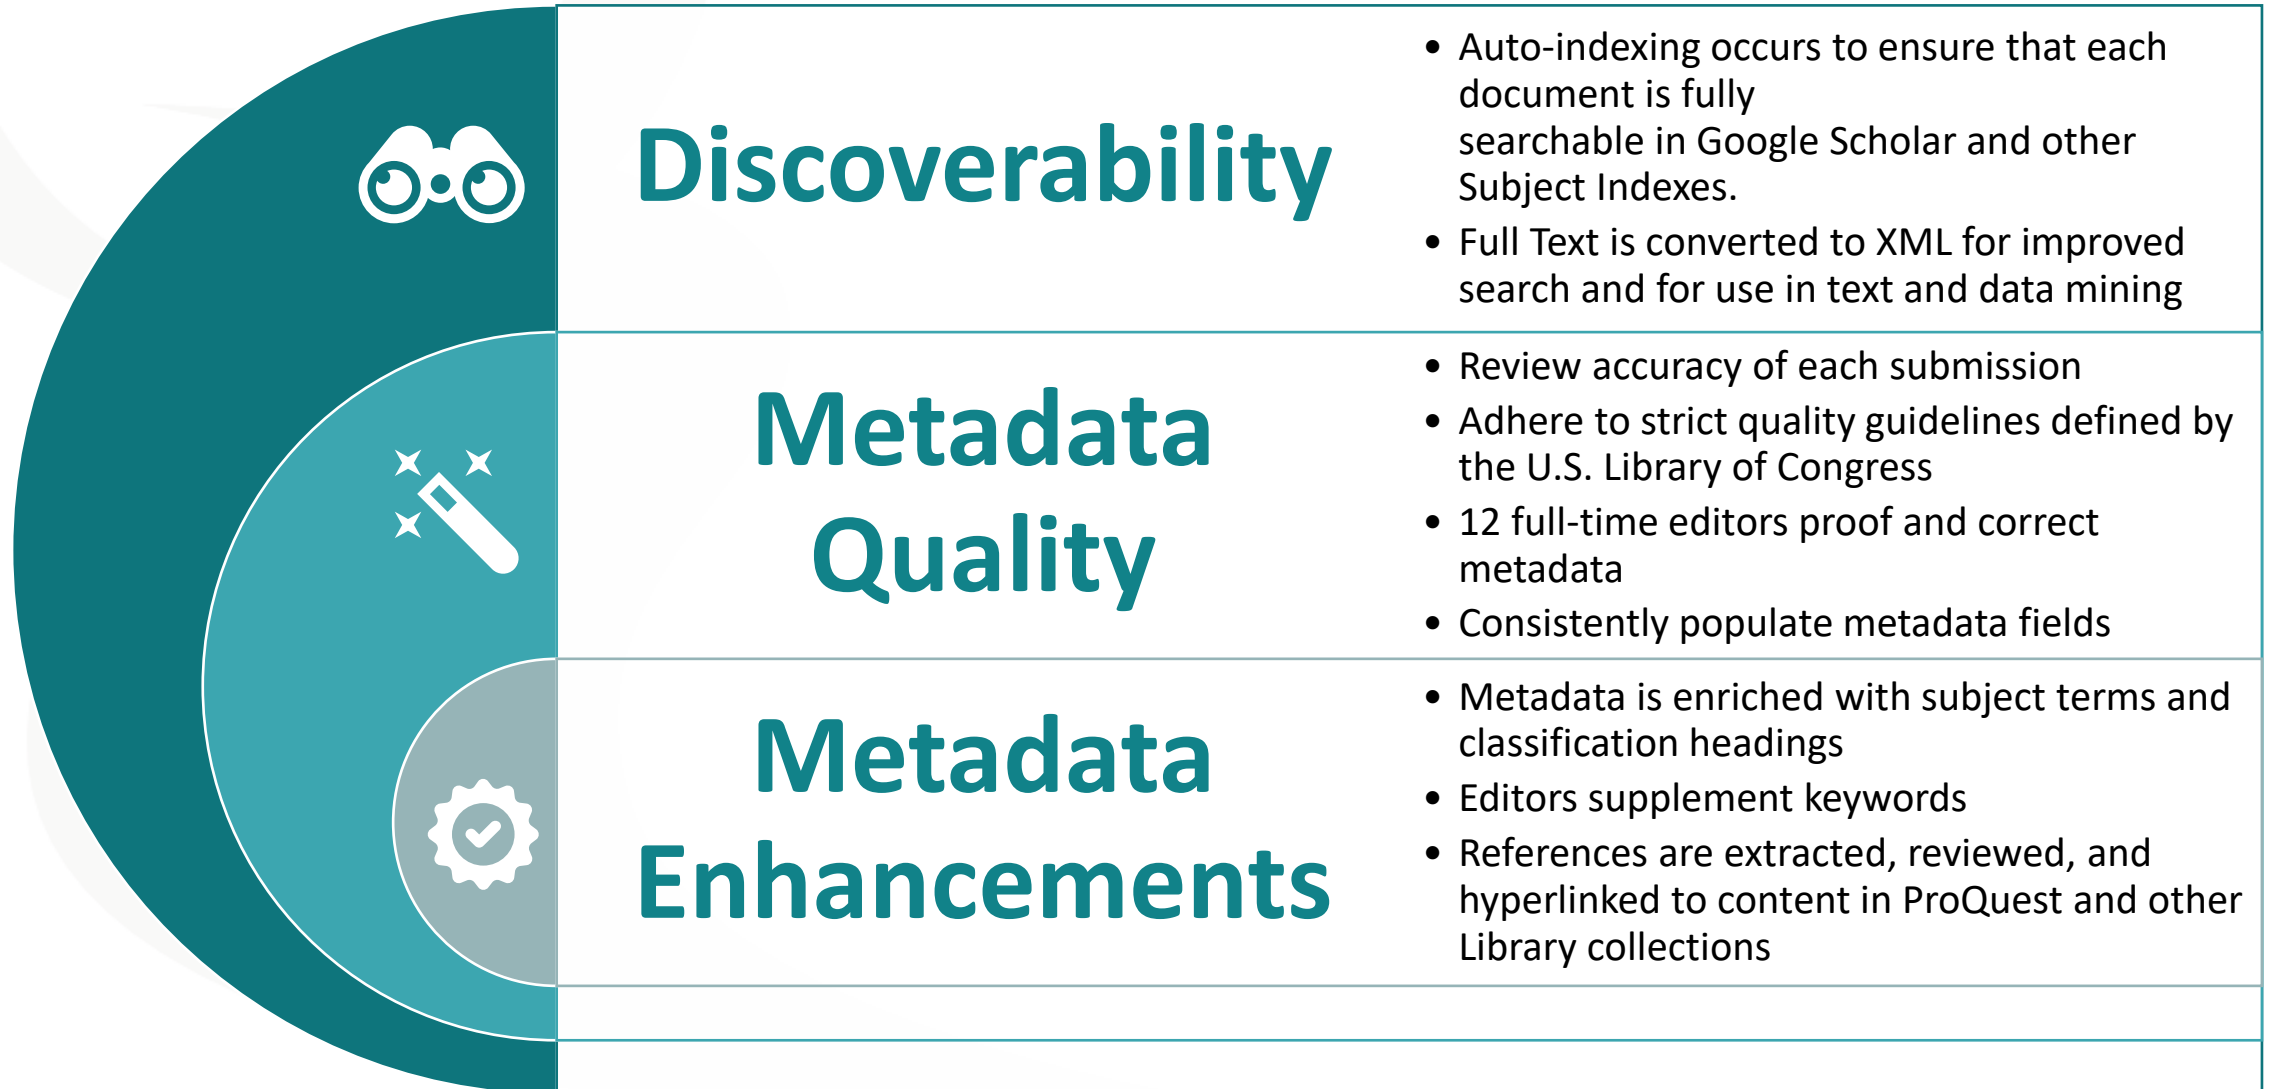 Discoverability
• Auto-indexing occurs to ensure that each
document is fully
searchable in Google Scholar and other
Subject Indexes.
• Full Text is converted to XML for improved
search and for use in text and data mining
Metadata
Quality
• Review accuracy of each submission
• Adhere to strict quality guidelines defined by
the U.S. Library of Congress
• 12 full-time editors proof and correct
metadata
• Consistently populate metadata fields
Metadata
Enhancements
• Metadata is enriched with subject terms and
classification headings
• Editors supplement keywords
• References are extracted, reviewed, and
hyperlinked to content in ProQuest and other
Library collections